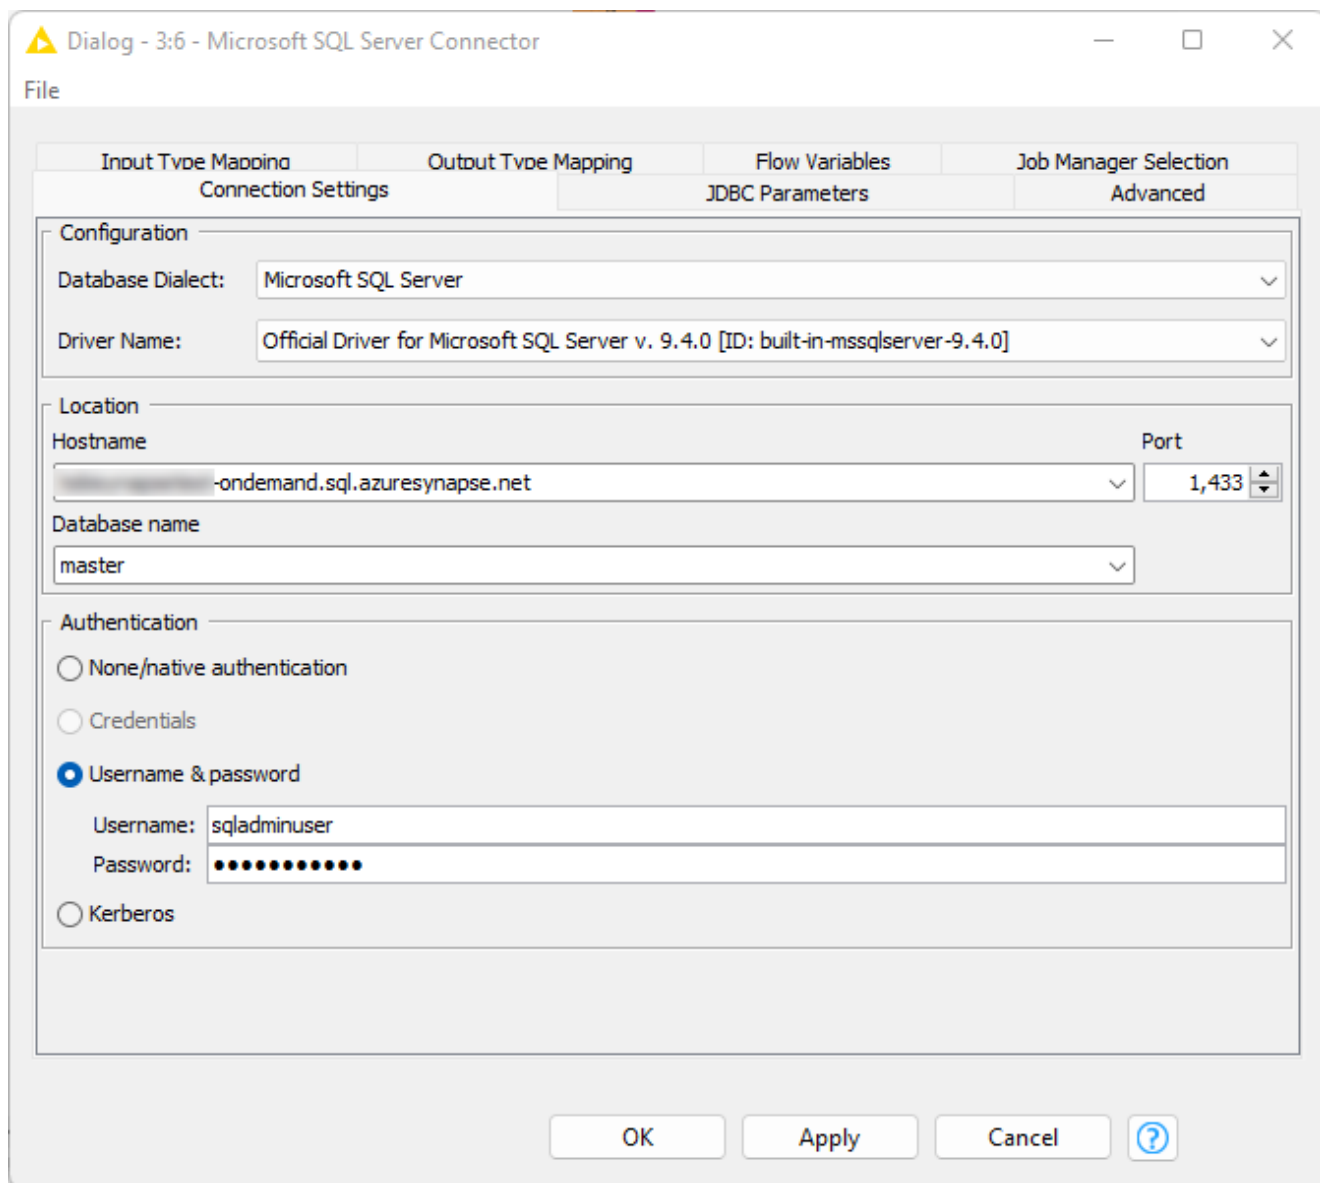 Dialog - 3:6 - Microsoft SQL Server Connector
File
Input Type Mapping Output Type Mapping Flow Variables Job Manager Selection
Connection Settings JDBC Parameters Advanced
Configuration
Database Dialect: Microsoft SQL Server
Driver Name: Official Driver for Microsoft SQL Server v. 9.4.0 [ID: built-in-mssqlserver-9.4.0]
Location
Hostname Port
-ondemand.sql.azuresynapse.net 1,433
Database name
master
Authentication
None/native authentication
Credentials
Username & password
Username: sqladminuser
Password: ●●●●●●●●●●●
Kerberos
OK Apply Cancel ?